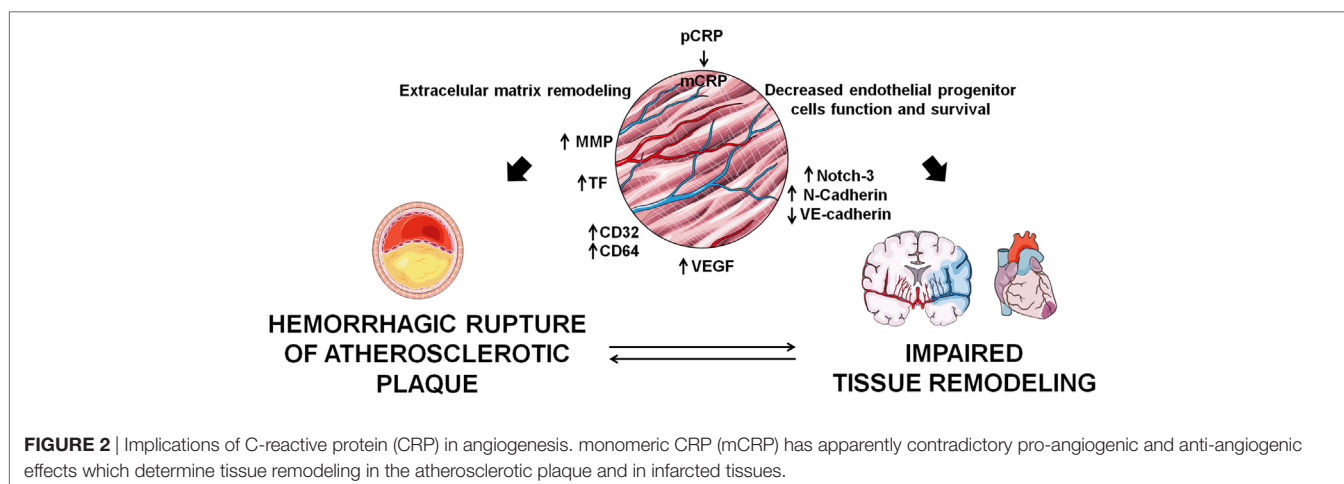 pCRP
mCRP
Extracelular matrix remodeling
Decreased endothelial progenitor
cells function and survival
↑ MMP
↑TF
↑CD32
↑CD64
↑ VEGF
↑Notch-3
↑ N-Cadherin
↓ VE-cadherin
HEMORRHAGIC RUPTURE
OF ATHEROSCLEROTIC
PLAQUE
IMPAIRED
TISSUE REMODELING
FIGURE 2 | Implications of C-reactive protein (CRP) in angiogenesis. monomeric CRP (mCRP) has apparently contradictory pro-angiogenic and anti-angiogenic
effects which determine tissue remodeling in the atherosclerotic plaque and in infarcted tissues.